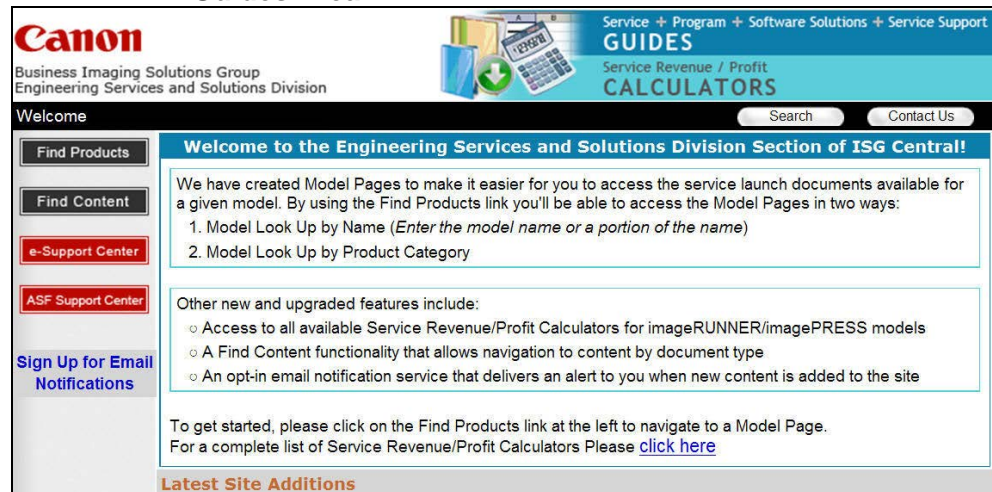 Canon
Business Imaging Solutions Group
Engineering Services and Solutions Division
Service + Program + Software Solutions + Service Support
GUIDES
Service Revenue / Profit
CALCULATORS
Welcome
Search
Contact Us
Find Products
Find Content
e-Support Center
ASF Support Center
Sign Up for Email
Notifications
Welcome to the Engineering Services and Solutions Division Section of ISG Central!
We have created Model Pages to make it easier for you to access the service launch documents available for
a given model. By using the Find Products link you'll be able to access the Model Pages in two ways:
1. Model Look Up by Name (Enter the model name or a portion of the name)
2. Model Look Up by Product Category
Other new and upgraded features include:
○ Access to all available Service Revenue/Profit Calculators for imageRUNNER/imagePRESS models
○ A Find Content functionality that allows navigation to content by document type
○ An opt-in email notification service that delivers an alert to you when new content is added to the site
To get started, please click on the Find Products link at the left to navigate to a Model Page.
For a complete list of Service Revenue/Profit Calculators Please click here
Latest Site Additions